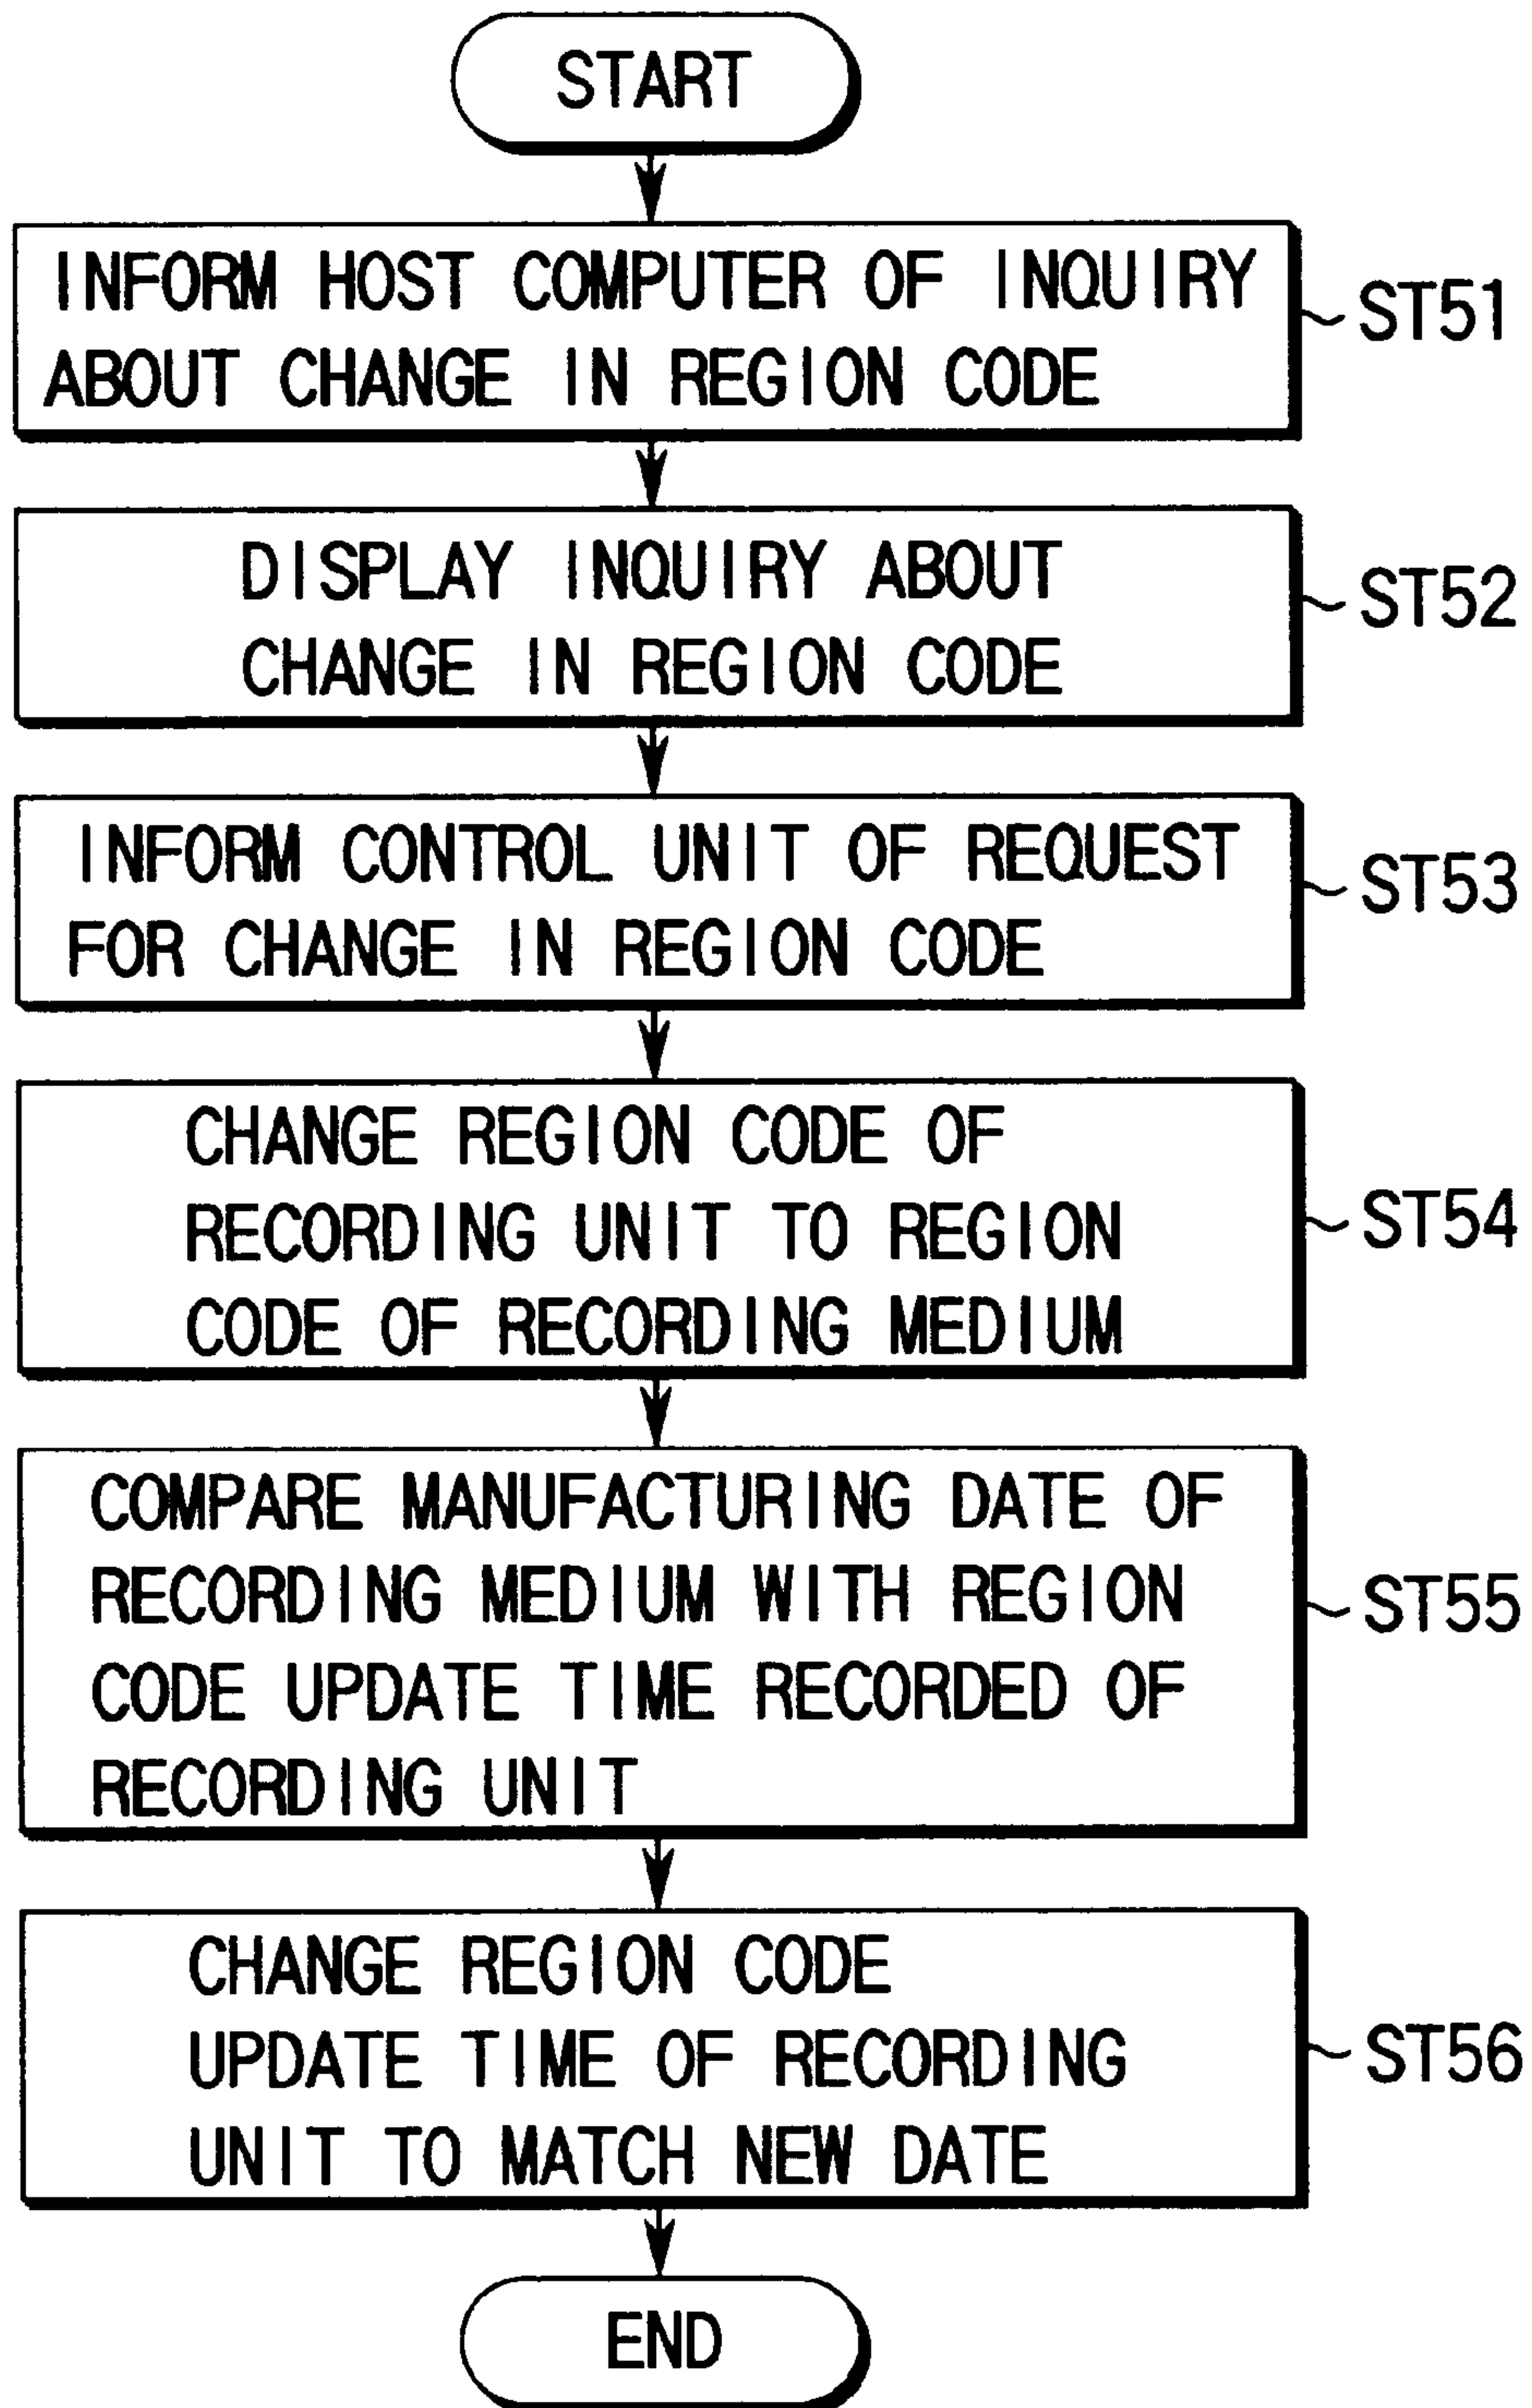 START
INFORM HOST COMPUTER OF INQUIRY
ABOUT CHANGE IN REGION CODE
ST51
DISPLAY INQUIRY ABOUT
CHANGE IN REGION CODE
ST52
INFORM CONTROL UNIT OF REQUEST
FOR CHANGE IN REGION CODE
ST53
CHANGE REGION CODE OF
RECORDING UNIT TO REGION
CODE OF RECORDING MEDIUM
ST54
COMPARE MANUFACTURING DATE OF
RECORDING MEDIUM WITH REGION
CODE UPDATE TIME RECORDED OF
RECORDING UNIT
ST55
CHANGE REGION CODE
UPDATE TIME OF RECORDING
UNIT TO MATCH NEW DATE
ST56
END